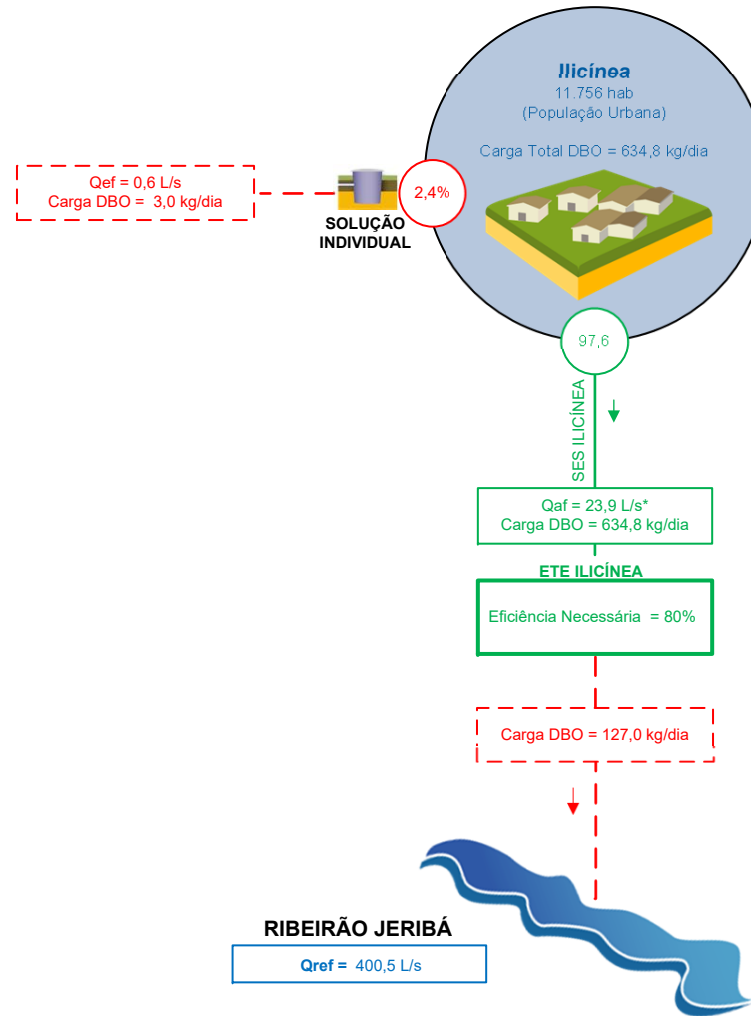 Ilicínea
11.756 hab
(População Urbana)
Carga Total DBO = 634,8 kg/dia
Qef = 0,6 L/s
Carga DBO = 3,0 kg/dia
2,4%
SOLUÇÃO
INDIVIDUAL
97,6
SES ILICÍNEA
Qaf = 23,9 L/s*
Carga DBO = 634,8 kg/dia
ETE ILICÍNEA
Eficiência Necessária = 80%
Carga DBO = 127,0 kg/dia
RIBEIRÃO JERIBÁ
Qref = 400,5 L/s